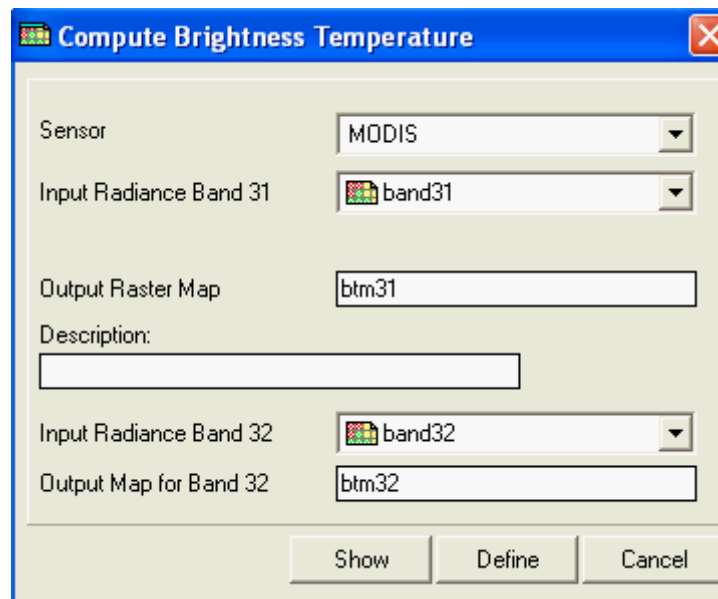 Compute Brightness Temperature
Sensor MODIS
Input Radiance Band 31 band31
Output Raster Map btm31
Description:
Input Radiance Band 32 band32
Output Map for Band 32 btm32
Show Define Cancel